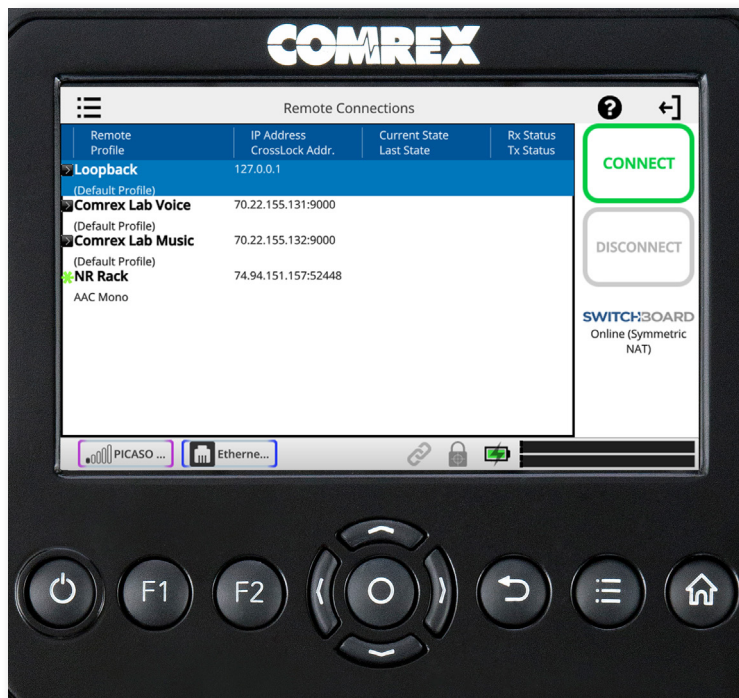 COMREX
Remote Connections
Remote IP Address Current State Rx Status
Profile CrossLock Addr. Last State Tx Status
Loopback 127.0.0.1
(Default Profile)
Comrex Lab Voice 70.22.155.131:9000
(Default Profile)
Comrex Lab Music 70.22.155.132:9000
(Default Profile)
NR Rack 74.94.151.157:52448
AAC Mono
CONNECT
DISCONNECT
SWITCHBOARD
Online (Symmetric
NAT)
PICASO ... Etherne...
F1 F2